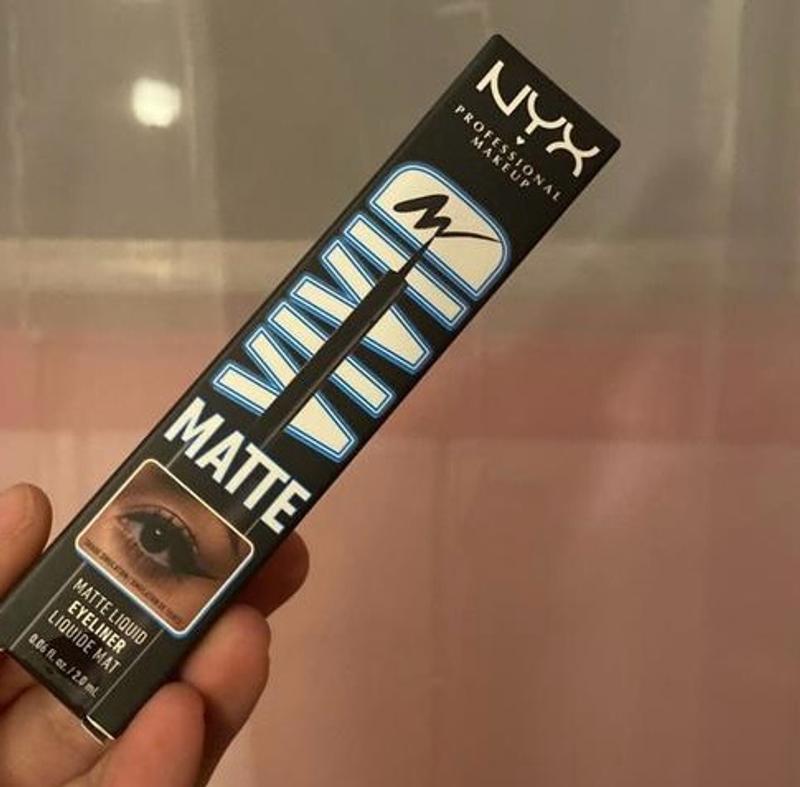 NYX
PROFESSIONAL
MAKEUP
VIVID
MATTE
MATTE LIQUID
EYELINER
LIQUIDE MAT
0.06 fl. oz. / 2.0 mL